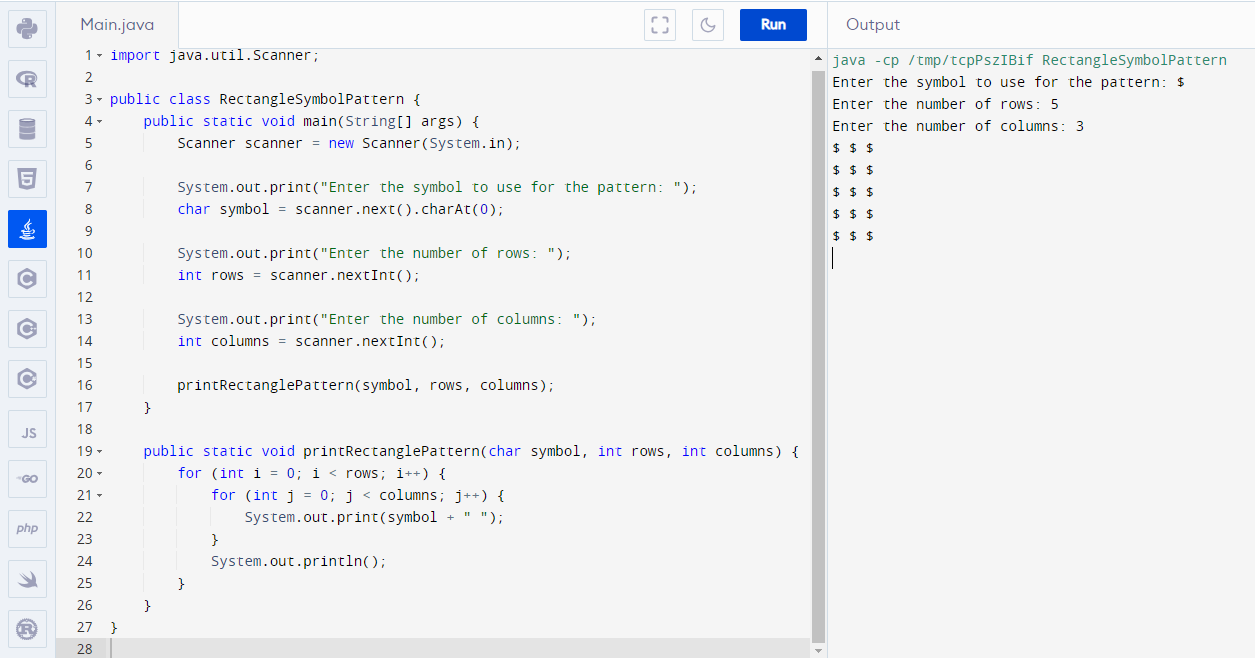 Main.java
Run
Output
1 import java.util.Scanner;
2
3 public class RectangleSymbolPattern {
4     public static void main(String[] args) {
5         Scanner scanner = new Scanner(System.in);
6
7         System.out.print("Enter the symbol to use for the pattern: ");
8         char symbol = scanner.next().charAt(0);
9
10         System.out.print("Enter the number of rows: ");
11         int rows = scanner.nextInt();
12
13         System.out.print("Enter the number of columns: ");
14         int columns = scanner.nextInt();
15
16         printRectanglePattern(symbol, rows, columns);
17     }
18
19     public static void printRectanglePattern(char symbol, int rows, int columns) {
20         for (int i = 0; i < rows; i++) {
21             for (int j = 0; j < columns; j++) {
22                 System.out.print(symbol + " ");
23             }
24             System.out.println();
25         }
26     }
27 }
28
java -cp /tmp/tcpPszIBif RectangleSymbolPattern
Enter the symbol to use for the pattern: $
Enter the number of rows: 5
Enter the number of columns: 3
$ $ $
$ $ $
$ $ $
$ $ $
$ $ $
R
5
C
C
C
JS
GO
php
R